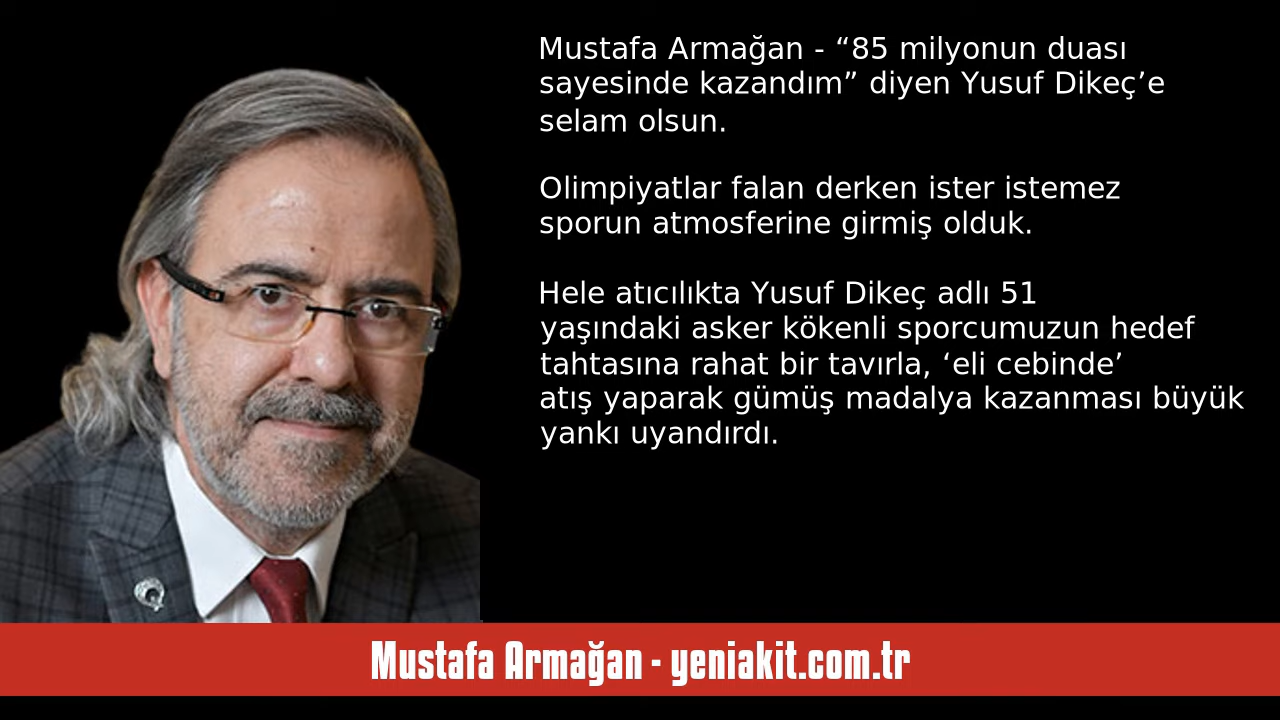 Mustafa Armağan - “85 milyonun duası
sayesinde kazandım” diyen Yusuf Dikeç’e
selam olsun.
Olimpiyatlar falan derken ister istemez
sporun atmosferine girmiş olduk.
Hele atıcılıkta Yusuf Dikeç adlı 51
yaşındaki asker kökenli sporcumuzun hedef
tahtasına rahat bir tavırla, ‘eli cebinde’
atış yaparak gümüş madalya kazanması büyük
yankı uyandırdı.
Mustafa Armağan - yeniakit.com.tr